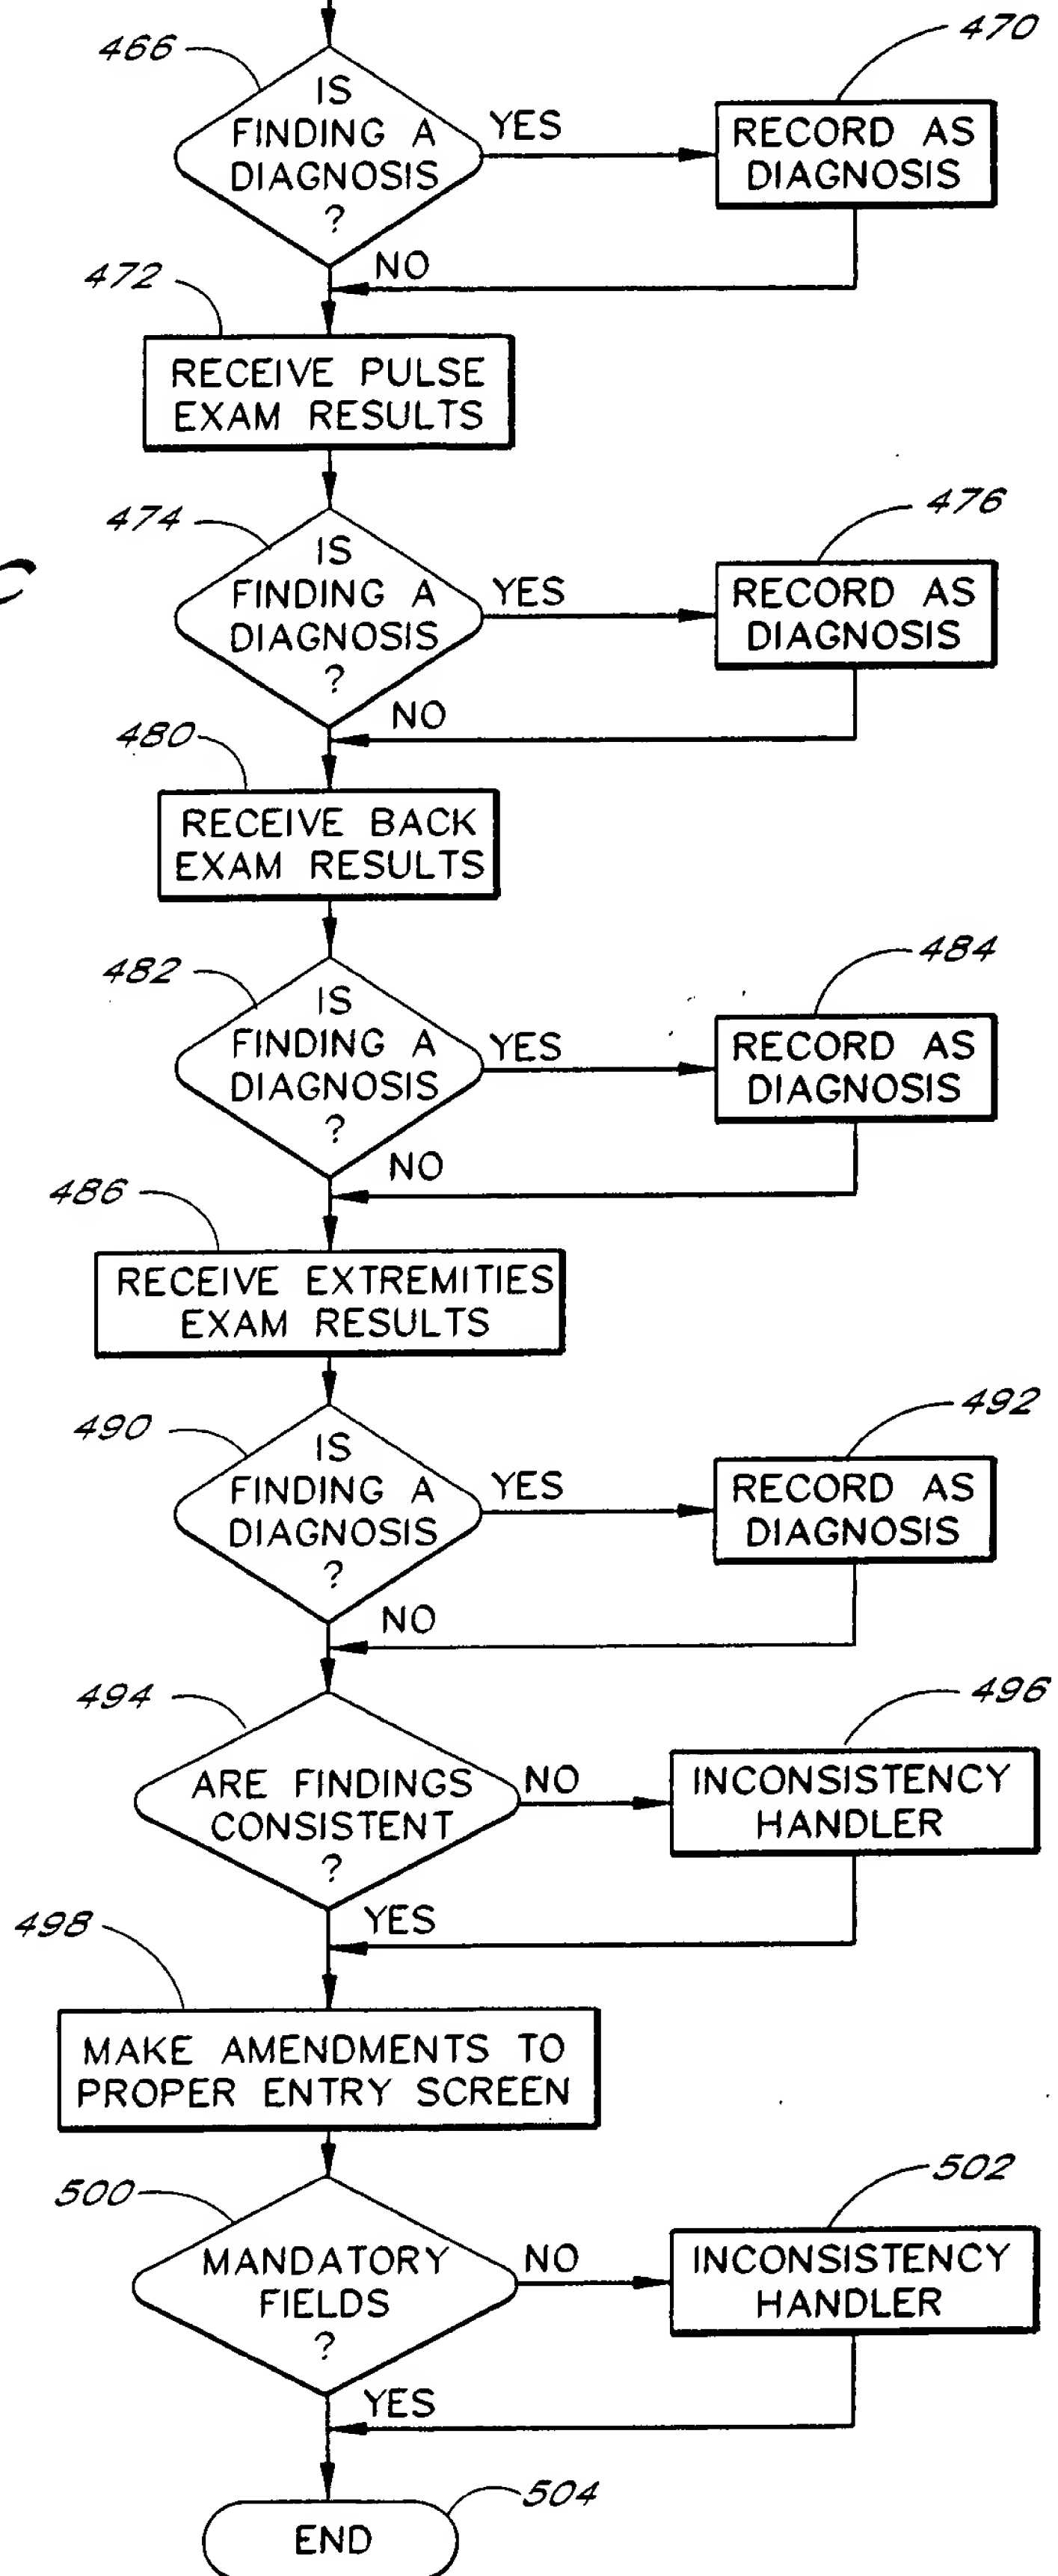 466
470
IS
FINDING A
DIAGNOSIS
?
YES
RECORD AS
DIAGNOSIS
NO
472
RECEIVE PULSE
EXAM RESULTS
474
476
IS
FINDING A
DIAGNOSIS
?
YES
RECORD AS
DIAGNOSIS
NO
480
RECEIVE BACK
EXAM RESULTS
482
484
IS
FINDING A
DIAGNOSIS
?
YES
RECORD AS
DIAGNOSIS
NO
486
RECEIVE EXTREMITIES
EXAM RESULTS
490
492
IS
FINDING A
DIAGNOSIS
?
YES
RECORD AS
DIAGNOSIS
NO
494
496
ARE FINDINGS
CONSISTENT
?
NO
INCONSISTENCY
HANDLER
YES
498
MAKE AMENDMENTS TO
PROPER ENTRY SCREEN
500
502
MANDATORY
FIELDS
?
NO
INCONSISTENCY
HANDLER
YES
504
END